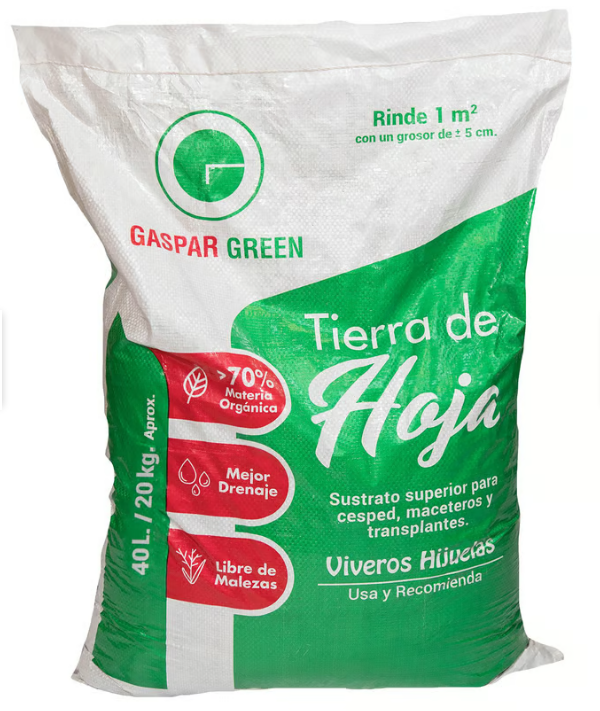 Rinde 1 m²
con un grosor de ± 5 cm.
GASPAR GREEN
Tierra de
Hoja
>70%
Materia
Orgánica
Mejor
Drenaje
Libre de
Malezas
40 L. / 20 kg. Aprox.
Sustrato superior para
cesped, maceteros y
transplantes.
Viveros Hijuelas
Usa y Recomienda